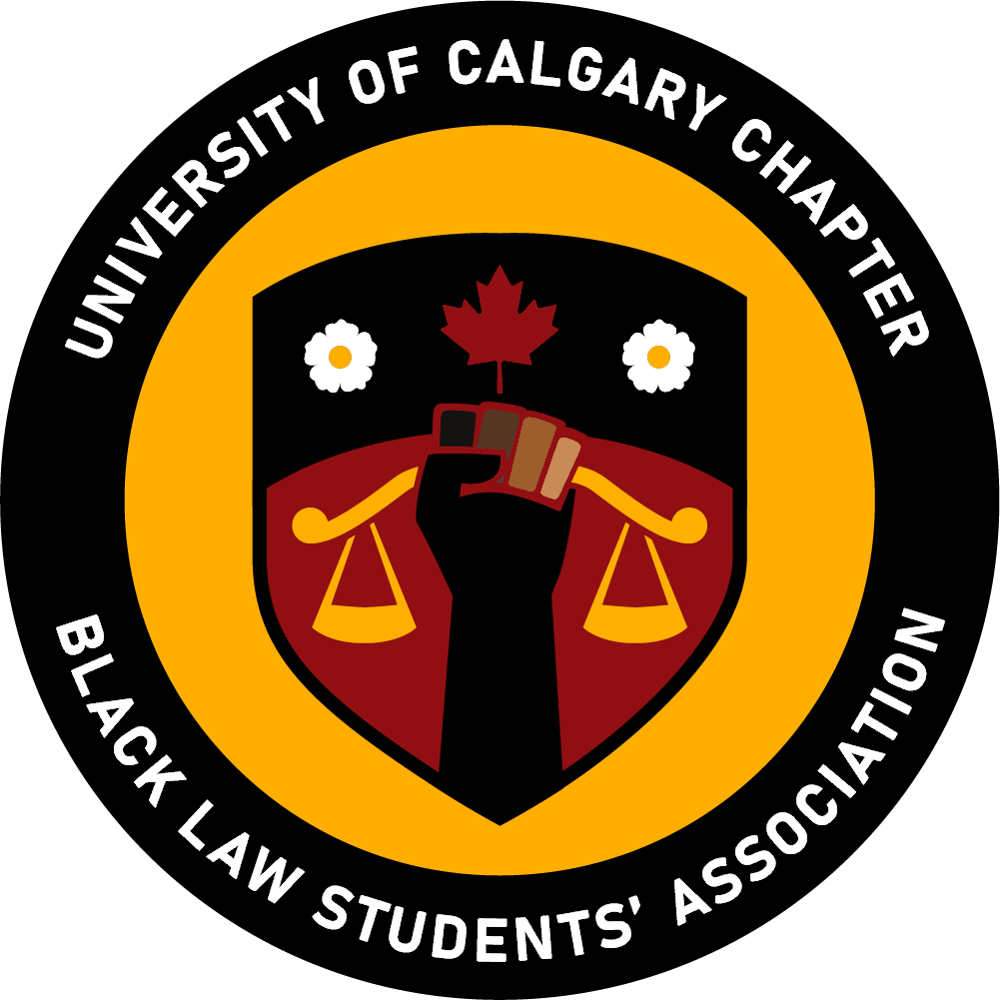 UNIVERSITY OF CALGARY CHAPTER
BLACK LAW STUDENTS' ASSOCIATION